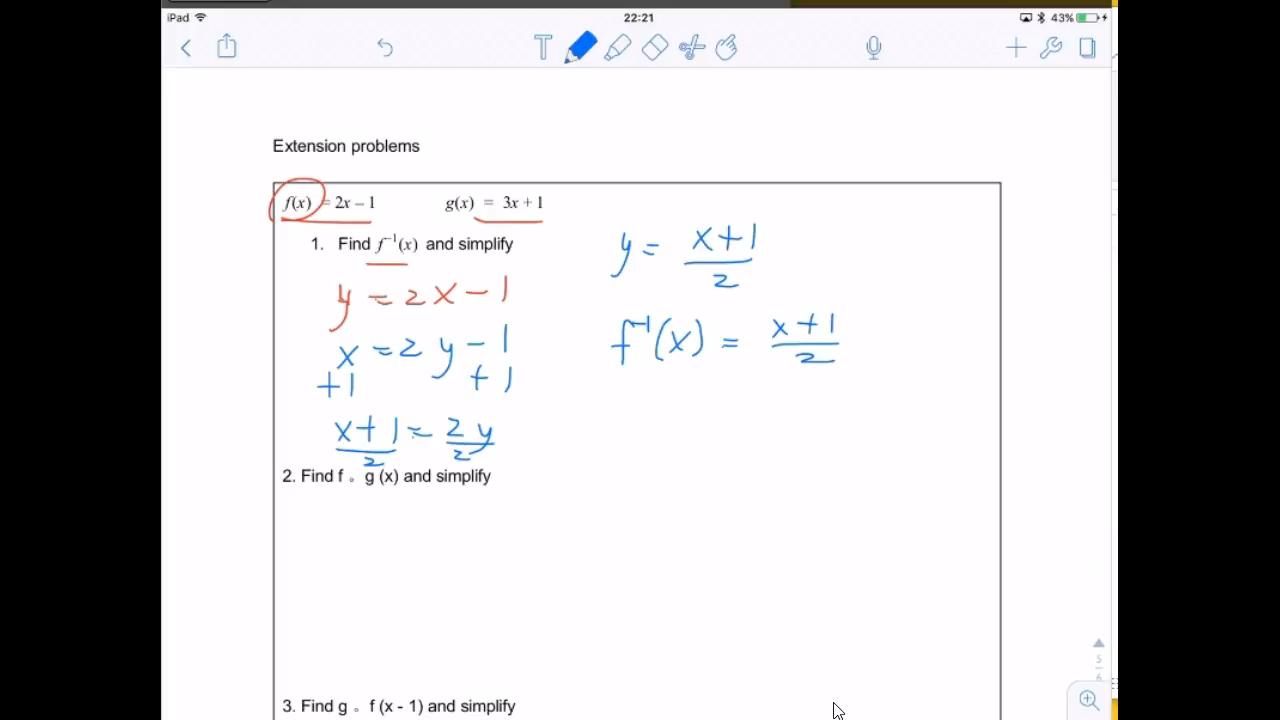 iPad 22:21 43%
T
Extension problems
f(x) = 2x – 1 g(x) = 3x + 1
1. Find f⁻¹(x) and simplify
y = 2x - 1
x = 2y - 1
+1 +1
x+1 = 2y
2 2
y = x+1
2
f⁻¹(x) = x+1
2
2. Find f ∘ g (x) and simplify
3. Find g ∘ f (x - 1) and simplify
5
6